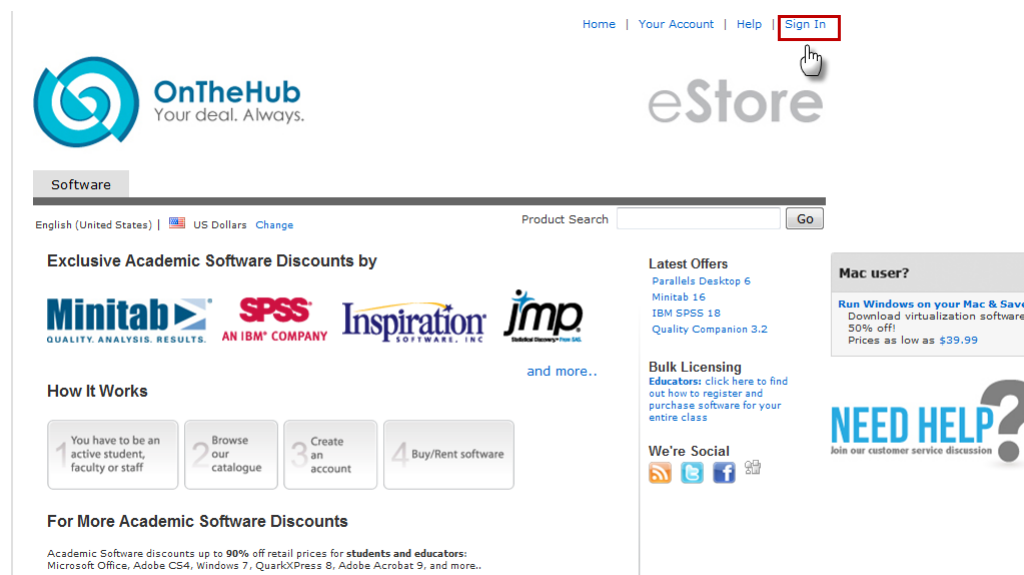 Home | Your Account | Help | Sign In
OnTheHub
Your deal. Always.
eStore
Software
English (United States) | US Dollars Change
Product Search Go
Exclusive Academic Software Discounts by
Minitab
QUALITY. ANALYSIS. RESULTS.
SPSS
AN IBM® COMPANY
Inspiration®
SOFTWARE, INC
jmp
Statistical Discovery.™ From SAS.
and more..
How It Works
1 You have to be an
active student,
faculty or staff
2 Browse
our
catalogue
3 Create
an
account
4 Buy/Rent software
For More Academic Software Discounts
Academic Software discounts up to 90% off retail prices for students and educators:
Microsoft Office, Adobe CS4, Windows 7, QuarkXPress 8, Adobe Acrobat 9, and more..
Latest Offers
Parallels Desktop 6
Minitab 16
IBM SPSS 18
Quality Companion 3.2
Bulk Licensing
Educators: click here to find
out how to register and
purchase software for your
entire class
We're Social
Mac user?
Run Windows on your Mac & Save
Download virtualization software
50% off!
Prices as low as $39.99
NEED HELP?
Join our customer service discussion